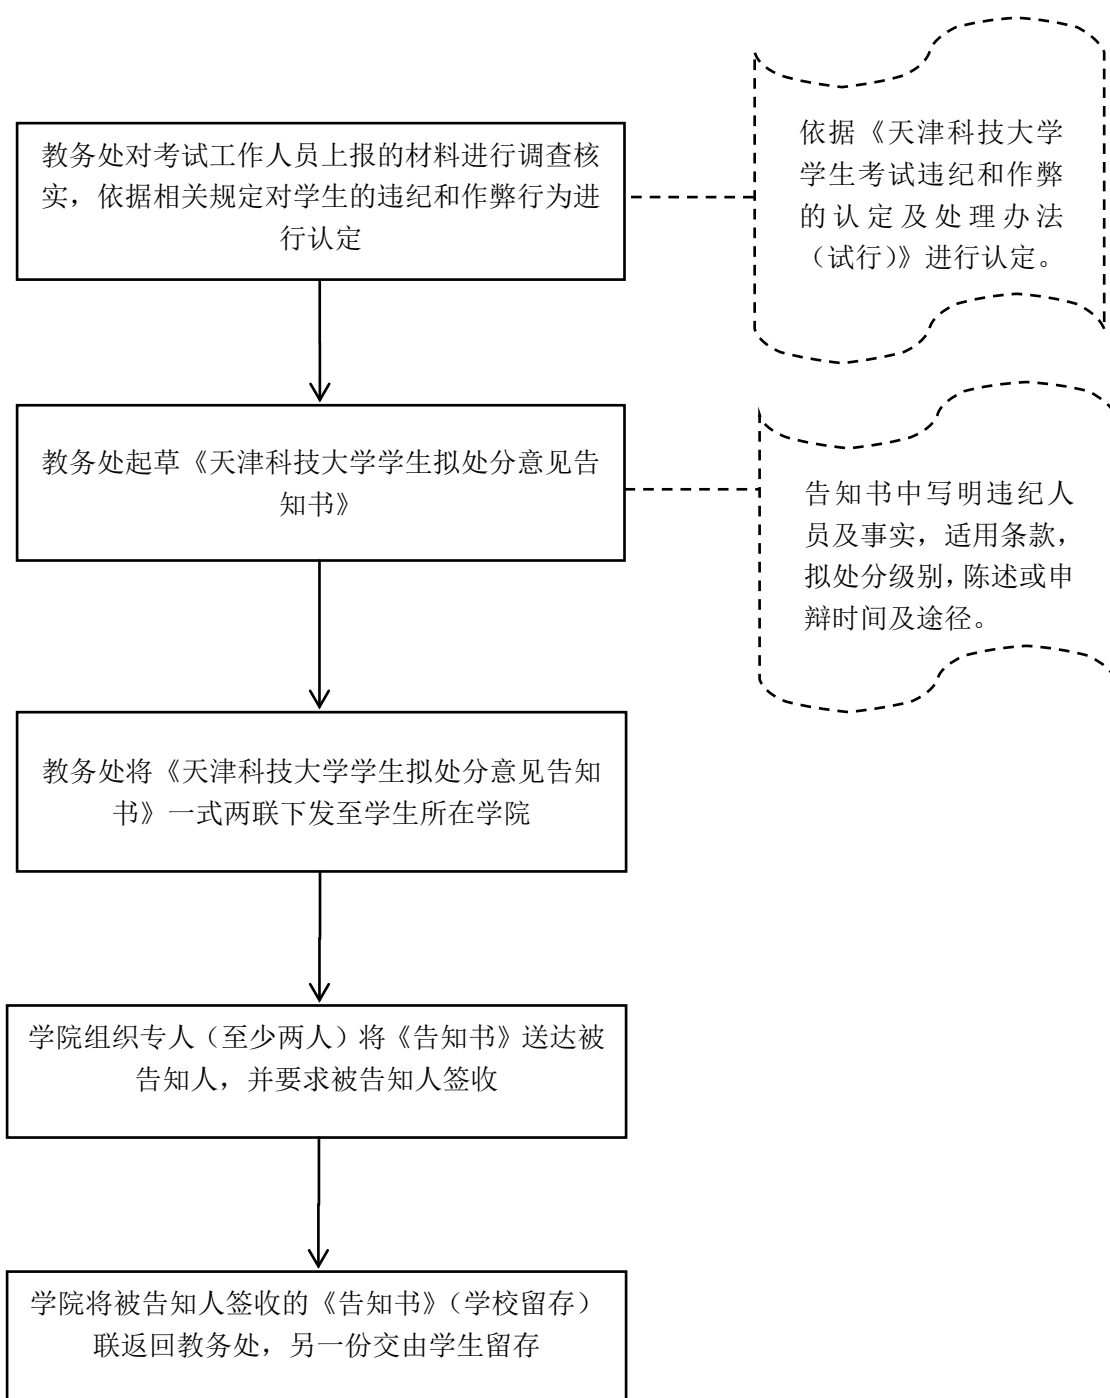 教务处对考试工作人员上报的材料进行调查核
实，依据相关规定对学生的违纪和作弊行为进
行认定
依据《天津科技大学
学生考试违纪和作弊
的认定及处理办法
（试行）》进行认定。
教务处起草《天津科技大学学生拟处分意见告
知书》
告知书中写明违纪人
员及事实，适用条款，
拟处分级别，陈述或申
辩时间及途径。
教务处将《天津科技大学学生拟处分意见告知
书》一式两联下发至学生所在学院
学院组织专人（至少两人）将《告知书》送达被
告知人，并要求被告知人签收
学院将被告知人签收的《告知书》（学校留存）
联返回教务处，另一份交由学生留存